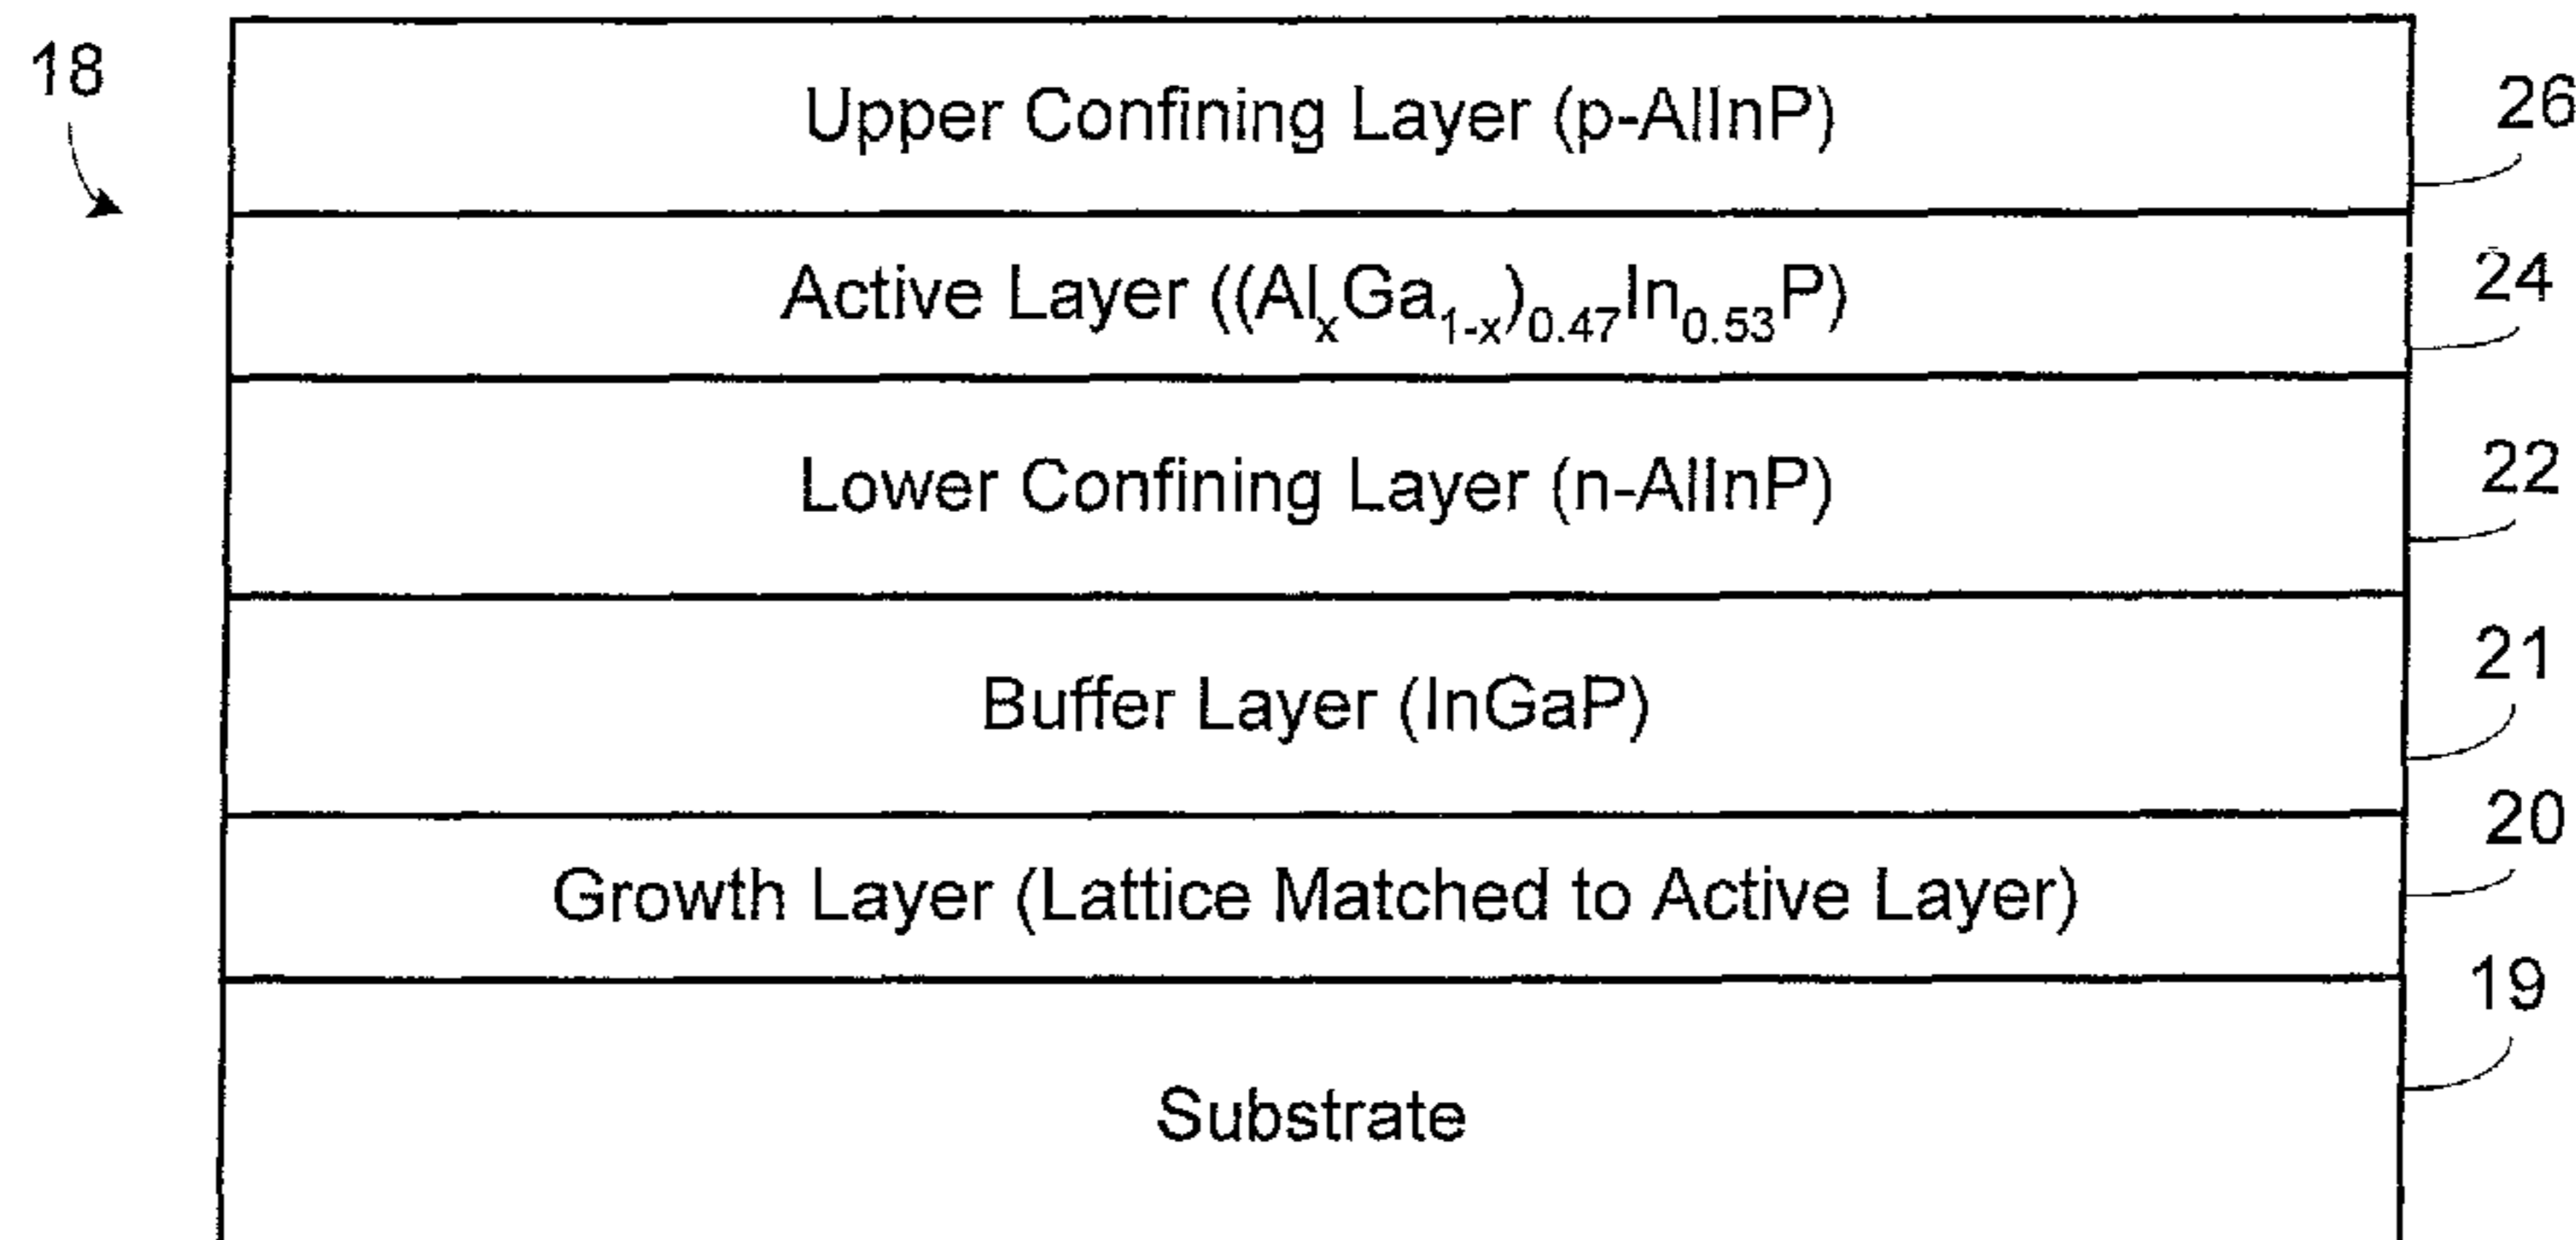 18
Upper Confining Layer (p-AlInP)
26
Active Layer ((AlₓGa₁₋ₓ)₀.₄₇In₀.₅₃P)
24
Lower Confining Layer (n-AlInP)
22
Buffer Layer (InGaP)
21
Growth Layer (Lattice Matched to Active Layer)
20
Substrate
19